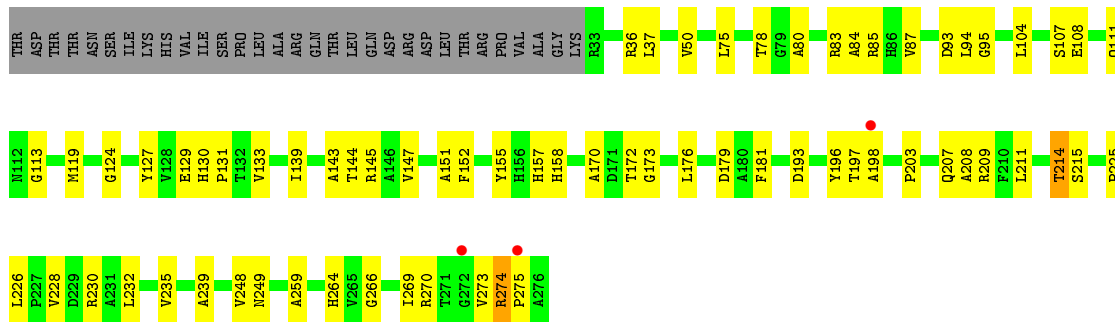 THR ASP THR THR ASN SER ILE LYS HIS VAL ILE SER PRO LEU ALA ARG GLN THR LEU GLN ASP ARG ASP LEU THR ARG PRO VAL ALA GLY LYS R33 R36 L37 V50 L75 T78 G79 A80 R83 A84 R85 H86 V87 D93 L94 G95 L104 S107 E108
N112 G113 M119 G124 Y127 V128 E129 H130 P131 T132 V133 I139 A143 T144 R145 A146 V147 A151 F152 Y155 H156 H157 H158 A170 D171 T172 G173 L176 D179 A180 F181 D193 Y196 T197 A198 P203 Q207 A208 R209 F210 L211 T214 S215
L226 P227 V228 D229 R230 A231 L232 V235 A239 V248 N249 A259 H264 V265 G266 I269 R270 T271 G272 V273 R274 P275 A276